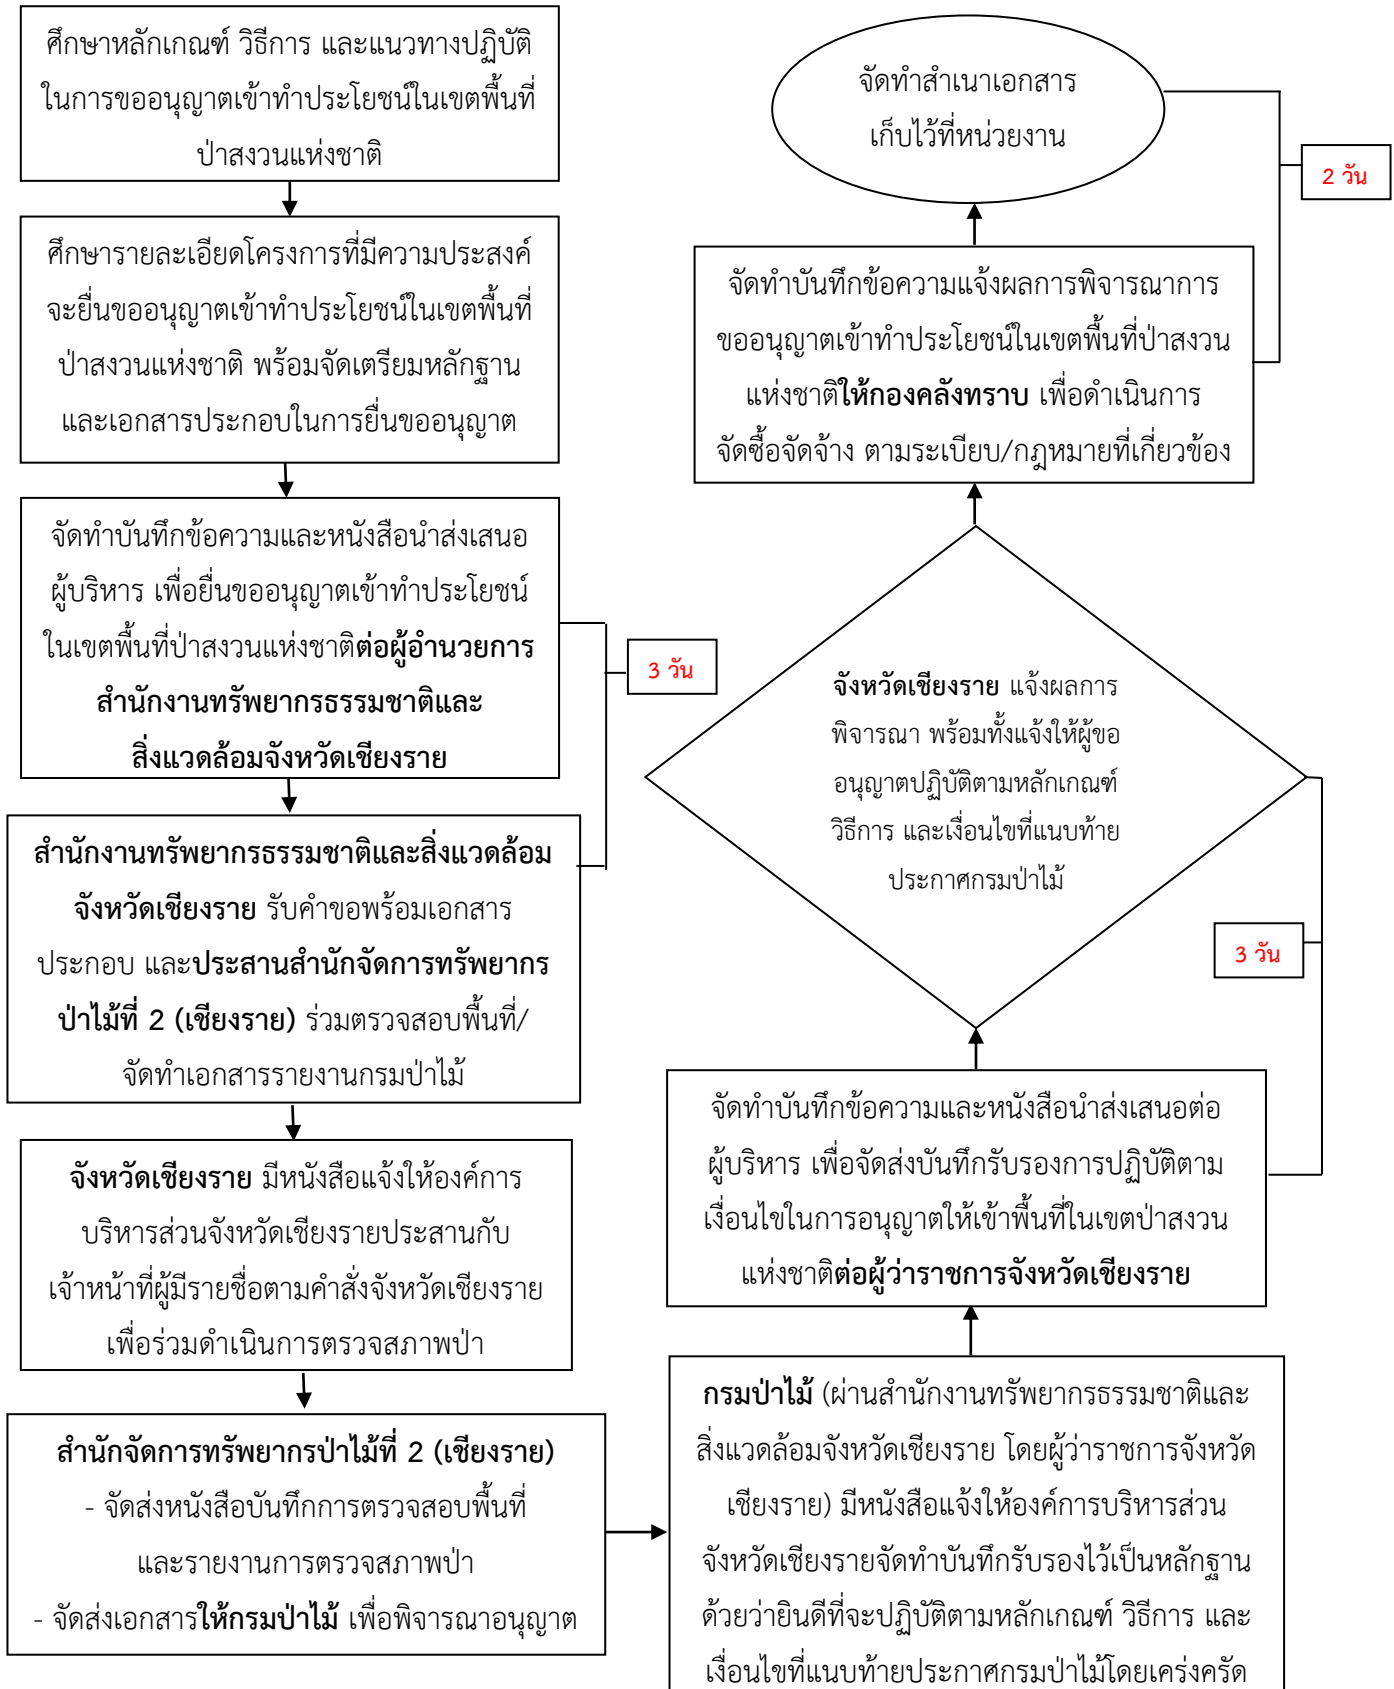 ศึกษาหลักเกณฑ์ วิธีการ และแนวทางปฏิบัติ
ในการขออนุญาตเข้าทำประโยชน์ในเขตพื้นที่
ป่าสงวนแห่งชาติ
ศึกษารายละเอียดโครงการที่มีความประสงค์
จะยื่นขออนุญาตเข้าทำประโยชน์ในเขตพื้นที่
ป่าสงวนแห่งชาติ พร้อมจัดเตรียมหลักฐาน
และเอกสารประกอบในการยื่นขออนุญาต
จัดทำบันทึกข้อความและหนังสือนำส่งเสนอ
ผู้บริหาร เพื่อยื่นขออนุญาตเข้าทำประโยชน์
ในเขตพื้นที่ป่าสงวนแห่งชาติต่อผู้อำนวยการ
สำนักงานทรัพยากรธรรมชาติและ
สิ่งแวดล้อมจังหวัดเชียงราย
3 วัน
สำนักงานทรัพยากรธรรมชาติและสิ่งแวดล้อม
จังหวัดเชียงราย รับคำขอพร้อมเอกสาร
ประกอบ และประสานสำนักจัดการทรัพยากร
ป่าไม้ที่ 2 (เชียงราย) ร่วมตรวจสอบพื้นที่/
จัดทำเอกสารรายงานกรมป่าไม้
จังหวัดเชียงราย มีหนังสือแจ้งให้องค์การ
บริหารส่วนจังหวัดเชียงรายประสานกับ
เจ้าหน้าที่ผู้มีรายชื่อตามคำสั่งจังหวัดเชียงราย
เพื่อร่วมดำเนินการตรวจสภาพป่า
สำนักจัดการทรัพยากรป่าไม้ที่ 2 (เชียงราย)
- จัดส่งหนังสือบันทึกการตรวจสอบพื้นที่
และรายงานการตรวจสภาพป่า
- จัดส่งเอกสารให้กรมป่าไม้ เพื่อพิจารณาอนุญาต
กรมป่าไม้ (ผ่านสำนักงานทรัพยากรธรรมชาติและ
สิ่งแวดล้อมจังหวัดเชียงราย โดยผู้ว่าราชการจังหวัด
เชียงราย) มีหนังสือแจ้งให้องค์การบริหารส่วน
จังหวัดเชียงรายจัดทำบันทึกรับรองไว้เป็นหลักฐาน
ด้วยว่ายินดีที่จะปฏิบัติตามหลักเกณฑ์ วิธีการ และ
เงื่อนไขที่แนบท้ายประกาศกรมป่าไม้โดยเคร่งครัด
จัดทำบันทึกข้อความและหนังสือนำส่งเสนอต่อ
ผู้บริหาร เพื่อจัดส่งบันทึกรับรองการปฏิบัติตาม
เงื่อนไขในการอนุญาตให้เข้าพื้นที่ในเขตป่าสงวน
แห่งชาติต่อผู้ว่าราชการจังหวัดเชียงราย
3 วัน
จังหวัดเชียงราย แจ้งผลการ
พิจารณา พร้อมทั้งแจ้งให้ผู้ขอ
อนุญาตปฏิบัติตามหลักเกณฑ์
วิธีการ และเงื่อนไขที่แนบท้าย
ประกาศกรมป่าไม้
จัดทำบันทึกข้อความแจ้งผลการพิจารณาการ
ขออนุญาตเข้าทำประโยชน์ในเขตพื้นที่ป่าสงวน
แห่งชาติให้กองคลังทราบ เพื่อดำเนินการ
จัดซื้อจัดจ้าง ตามระเบียบ/กฎหมายที่เกี่ยวข้อง
2 วัน
จัดทำสำเนาเอกสาร
เก็บไว้ที่หน่วยงาน